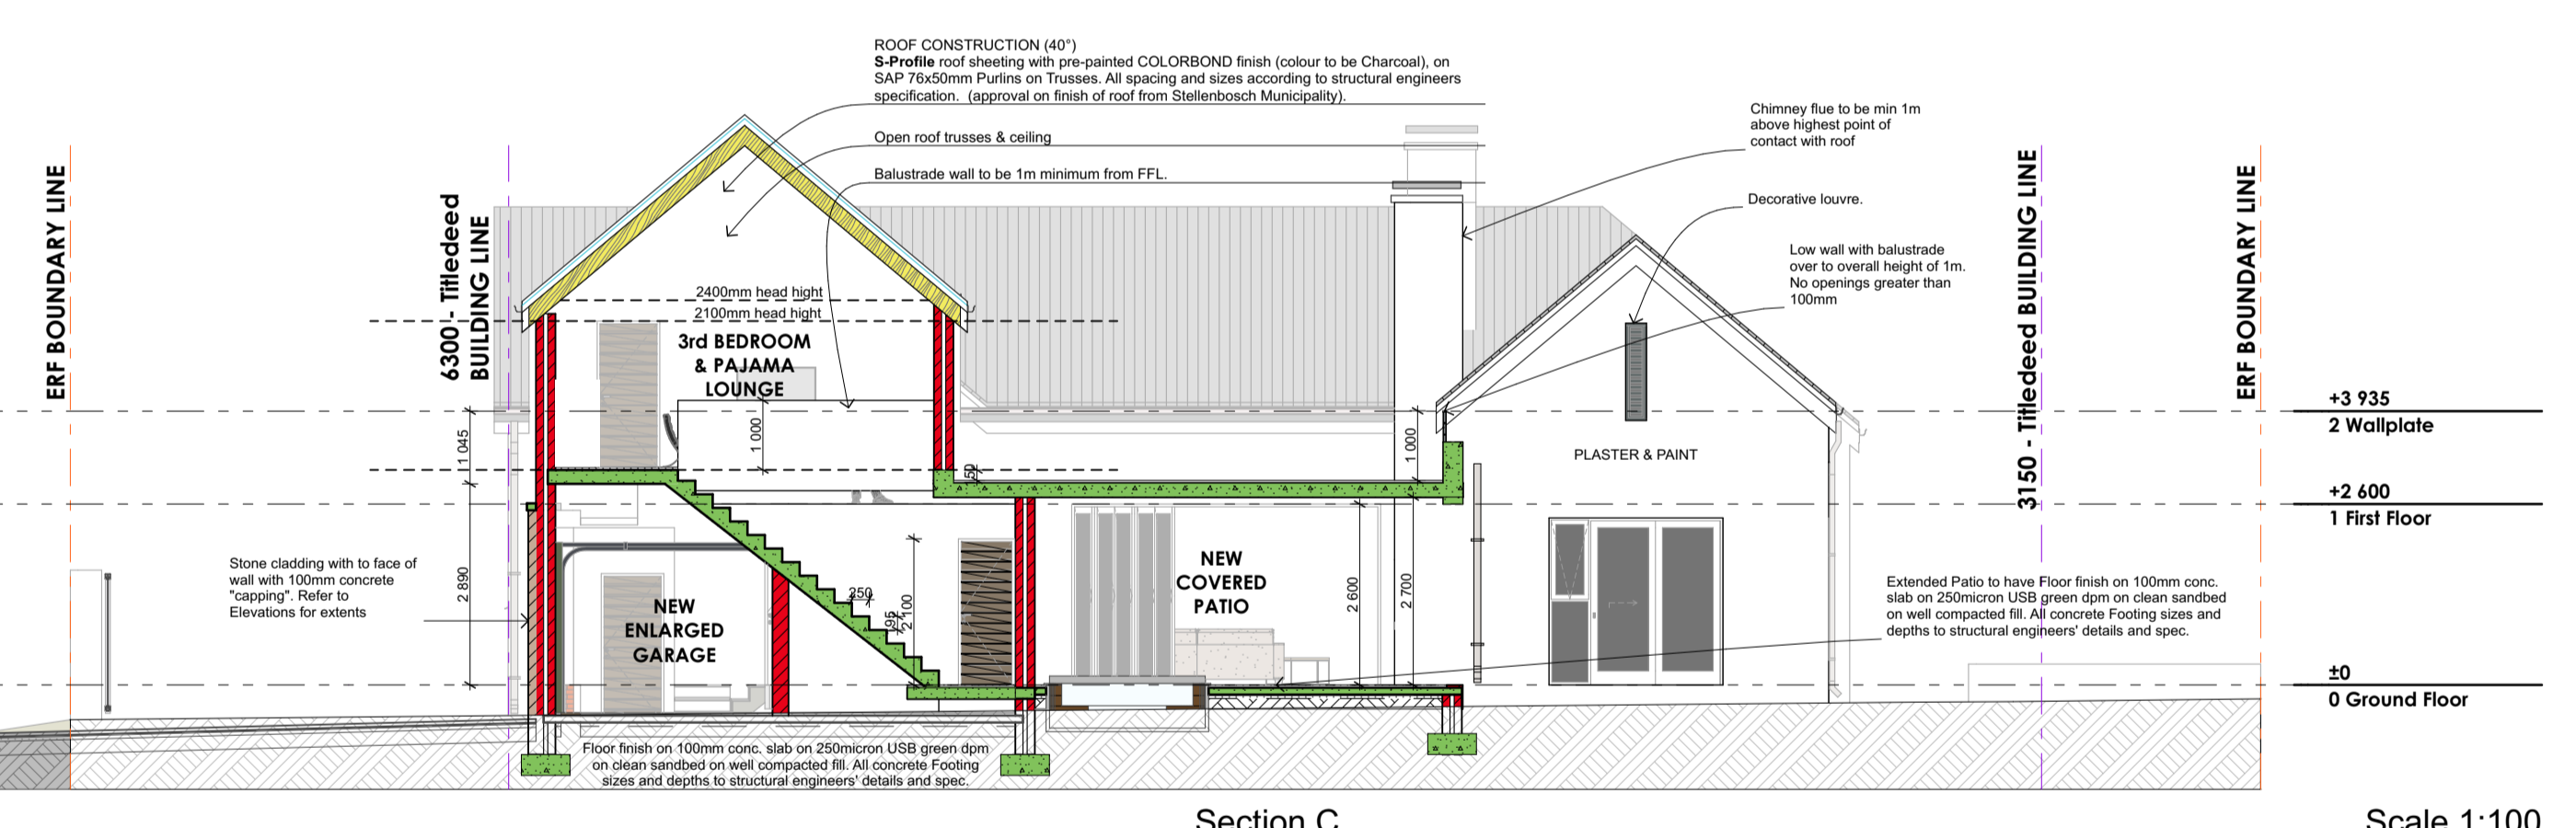 ROOF CONSTRUCTION (40°)
S-Profile roof sheeting with pre-painted COLORBOND finish (colour to be Charcoal), on
SAP 76x50mm Purlins on Trusses. All spacing and sizes according to structural engineers
specification. (approval on finish of roof from Stellenbosch Municipality).
Open roof trusses & ceiling
Balustrade wall to be 1m minimum from FFL.
Chimney flue to be min 1m
above highest point of
contact with roof
Decorative louvre.
Low wall with balustrade
over to overall height of 1m.
No openings greater than
100mm
ERF BOUNDARY LINE
6300 - Titledeed
BUILDING LINE
3150 - Titledeed BUILDING LINE
ERF BOUNDARY LINE
2400mm head hight
2100mm head hight
3rd BEDROOM
& PAJAMA
LOUNGE
1 000
1 045
50
1 000
PLASTER & PAINT
+3 935
2 Wallplate
+2 600
1 First Floor
Stone cladding with to face of
wall with 100mm concrete
"capping". Refer to
Elevations for extents
2 890
NEW
ENLARGED
GARAGE
250
195
2 100
NEW
COVERED
PATIO
2 600
2 700
Extended Patio to have Floor finish on 100mm conc.
slab on 250micron USB green dpm on clean sandbed
on well compacted fill. All concrete Footing sizes and
depths to structural engineers' details and spec.
±0
0 Ground Floor
Floor finish on 100mm conc. slab on 250micron USB green dpm
on clean sandbed on well compacted fill. All concrete Footing
sizes and depths to structural engineers' details and spec.
Section C
Scale 1:100